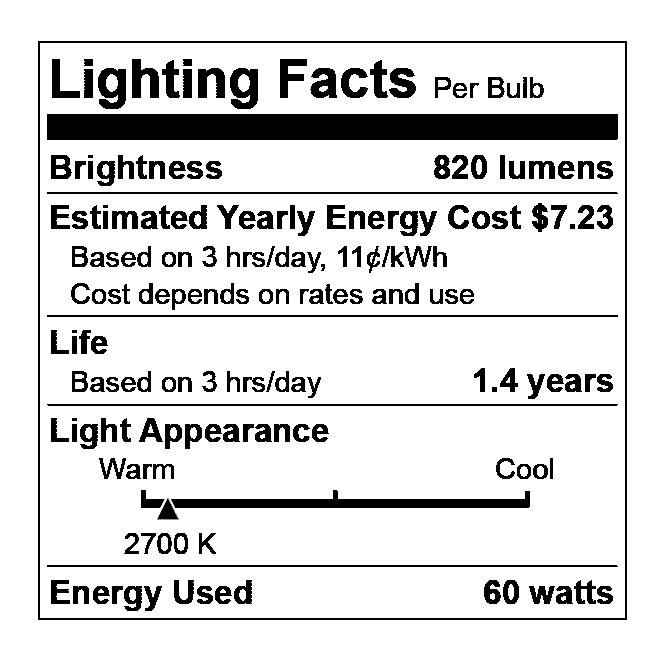 Lighting Facts Per Bulb
Brightness 820 lumens
Estimated Yearly Energy Cost $7.23
Based on 3 hrs/day, 11¢/kWh
Cost depends on rates and use
Life
Based on 3 hrs/day 1.4 years
Light Appearance
Warm Cool
2700 K
Energy Used 60 watts